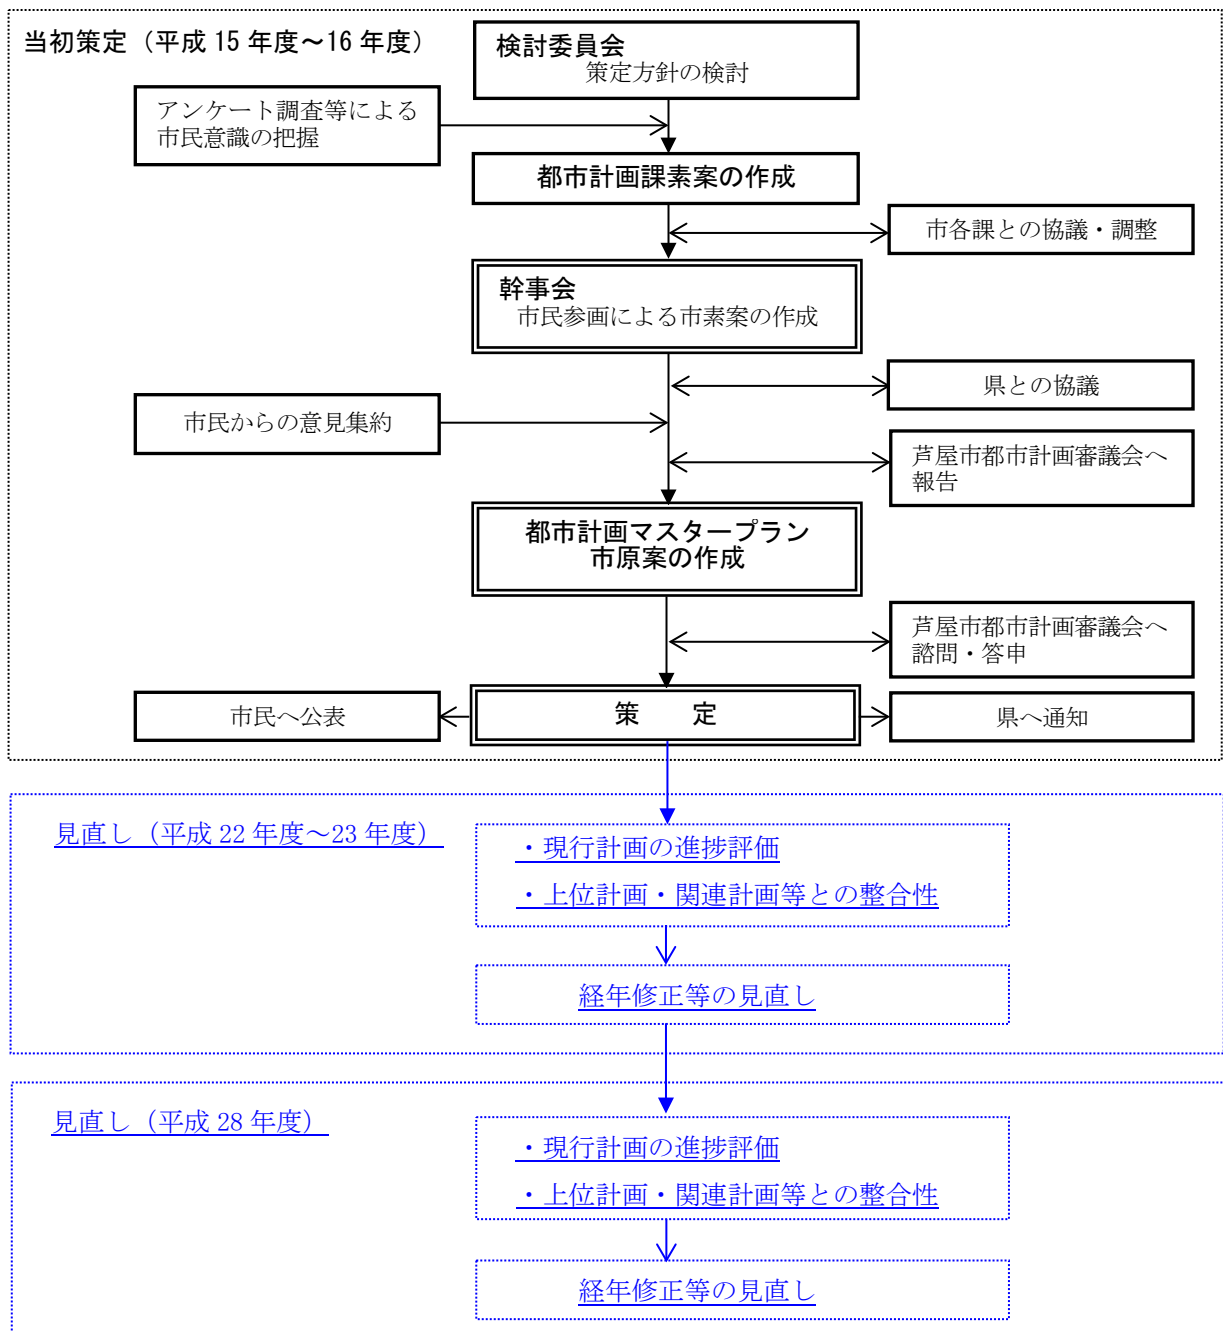 当初策定（平成 15 年度～16 年度）
検討委員会
策定方針の検討
アンケート調査等による
市民意識の把握
都市計画課素案の作成
市各課との協議・調整
幹事会
市民参画による市素案の作成
県との協議
市民からの意見集約
芦屋市都市計画審議会へ
報告
都市計画マスタープラン
市原案の作成
芦屋市都市計画審議会へ
諮問・答申
市民へ公表
策　　定
県へ通知
見直し（平成 22 年度～23 年度）
・現行計画の進捗評価
・上位計画・関連計画等との整合性
経年修正等の見直し
見直し（平成 28 年度）
・現行計画の進捗評価
・上位計画・関連計画等との整合性
経年修正等の見直し